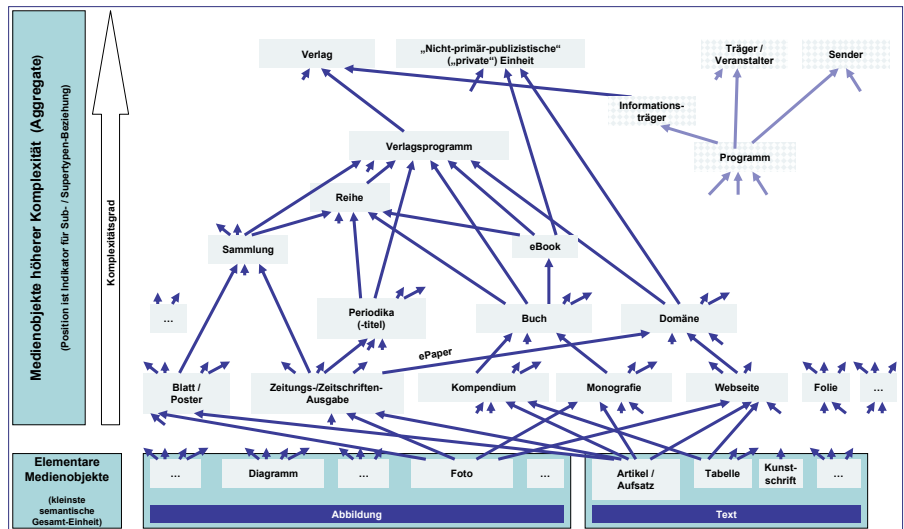 Medienobjekte höherer Komplexität (Aggregate)
(Position ist Indikator für Sub- / Supertypen-Beziehung)
Komplexitätsgrad
Verlag
„Nicht-primär-publizistische“
(„private“) Einheit
Träger /
Veranstalter
Sender
Informations-
träger
Verlagsprogramm
Programm
Reihe
Sammlung
eBook
...
Periodika
(-titel)
Buch
Domäne
ePaper
Blatt /
Poster
Zeitungs-/Zeitschriften-
Ausgabe
Kompendium
Monografie
Webseite
Folie
...
Elementare
Medienobjekte
(kleinste
semantische
Gesamt-Einheit)
...
Diagramm
...
Foto
...
Artikel /
Aufsatz
Tabelle
Kunst-
schrift
...
Abbildung
Text